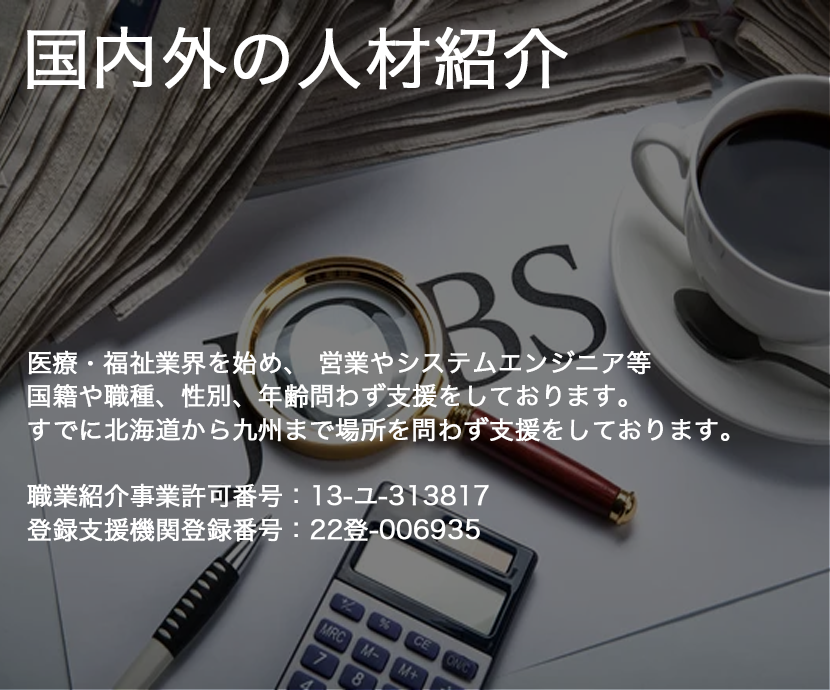 国内外の人材紹介
JOBS
医療・福祉業界を始め、 営業やシステムエンジニア等
国籍や職種、性別、年齢問わず支援をしております。
すでに北海道から九州まで場所を問わず支援をしております。
職業紹介事業許可番号：13-ユ-313817
登録支援機関登録番号：22登-006935
+/- % CE ON/C
MRC M- M+
7 8
4